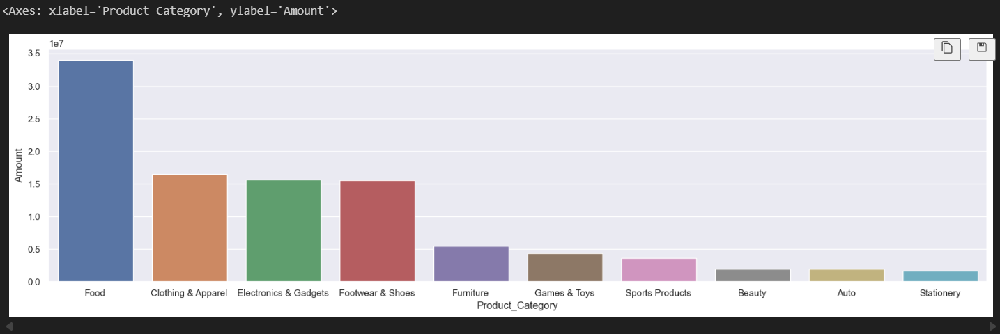 <Axes: xlabel='Product_Category', ylabel='Amount'>
1e7
3.5
3.0
2.5
2.0
1.5
1.0
0.5
0.0
Amount
Food Clothing & Apparel Electronics & Gadgets Footwear & Shoes Furniture Games & Toys Sports Products Beauty Auto Stationery
Product_Category